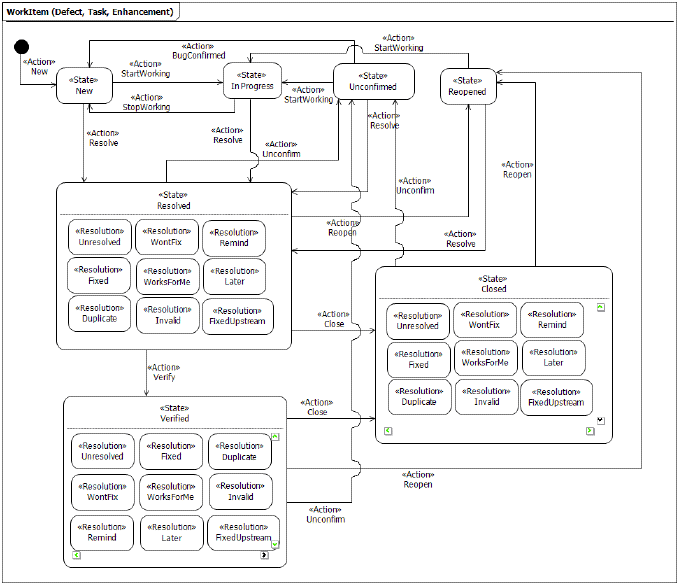 WorkItem (Defect, Task, Enhancement)
«Action»
New
«State»
New
«Action»
BugConfirmed
«Action»
StartWorking
«Action»
StopWorking
«State»
In Progress
«Action»
StartWorking
«State»
Unconfirmed
«Action»
StartWorking
«State»
Reopened
«Action»
Resolve
«Action»
Resolve
«Action»
Unconfirm
«Action»
Resolve
«Action»
Unconfirm
«Action»
Reopen
«State»
Resolved
«Resolution»
Unresolved
«Resolution»
WontFix
«Resolution»
Remind
«Resolution»
Fixed
«Resolution»
WorksForMe
«Resolution»
Later
«Resolution»
Duplicate
«Resolution»
Invalid
«Resolution»
FixedUpstream
«Action»
Reopen
«Action»
Resolve
«Action»
Close
«State»
Closed
«Resolution»
Unresolved
«Resolution»
WontFix
«Resolution»
Remind
«Resolution»
Fixed
«Resolution»
WorksForMe
«Resolution»
Later
«Resolution»
Duplicate
«Resolution»
Invalid
«Resolution»
FixedUpstream
«Action»
Verify
«State»
Verified
«Resolution»
Unresolved
«Resolution»
Fixed
«Resolution»
Duplicate
«Resolution»
WontFix
«Resolution»
WorksForMe
«Resolution»
Invalid
«Resolution»
Remind
«Resolution»
Later
«Resolution»
FixedUpstream
«Action»
Close
«Action»
Reopen
«Action»
Unconfirm